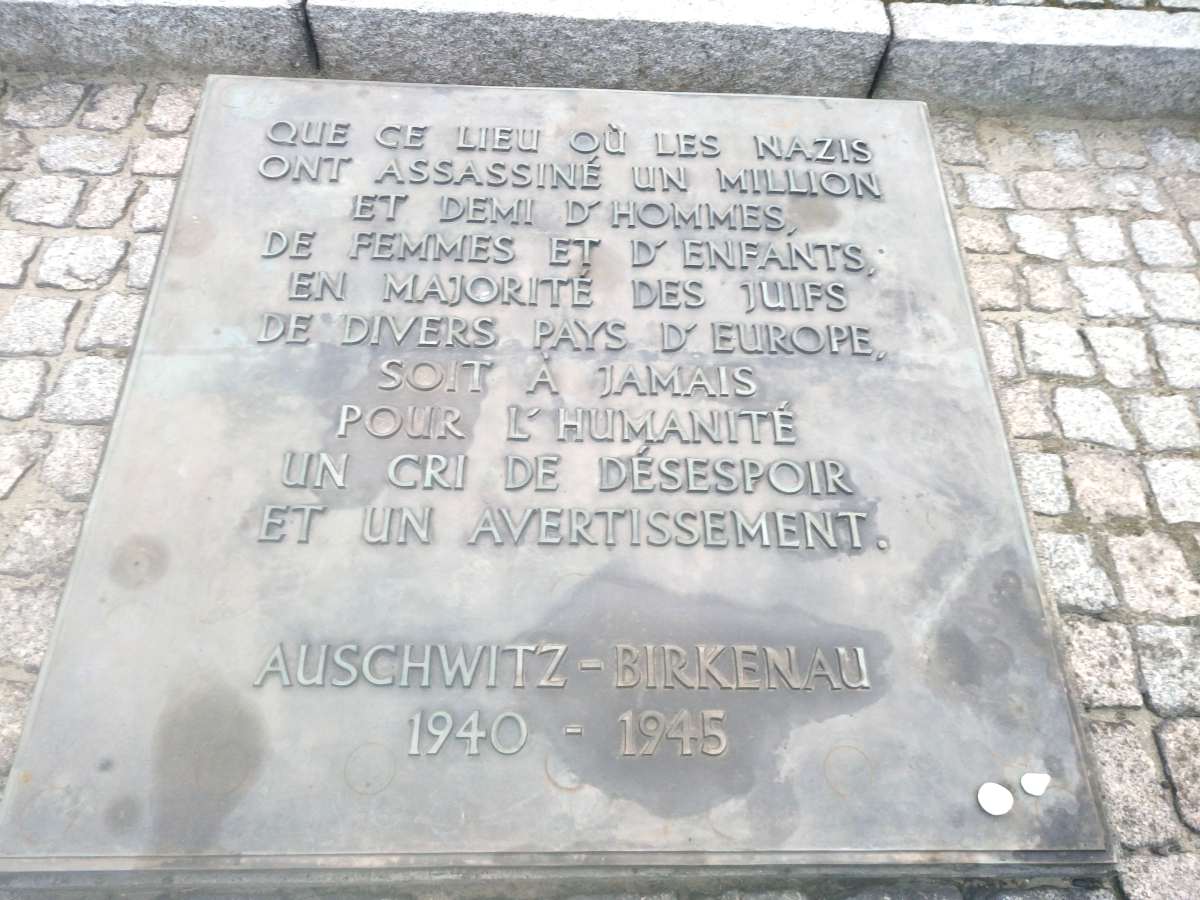 QUE CE LIEU OÙ LES NAZIS
ONT ASSASSINÉ UN MILLION
ET DEMI D'HOMMES,
DE FEMMES ET D'ENFANTS,
EN MAJORITÉ DES JUIFS
DE DIVERS PAYS D'EUROPE,
SOIT À JAMAIS
POUR L'HUMANITÉ
UN CRI DE DÉSESPOIR
ET UN AVERTISSEMENT.
AUSCHWITZ-BIRKENAU
1940 - 1945